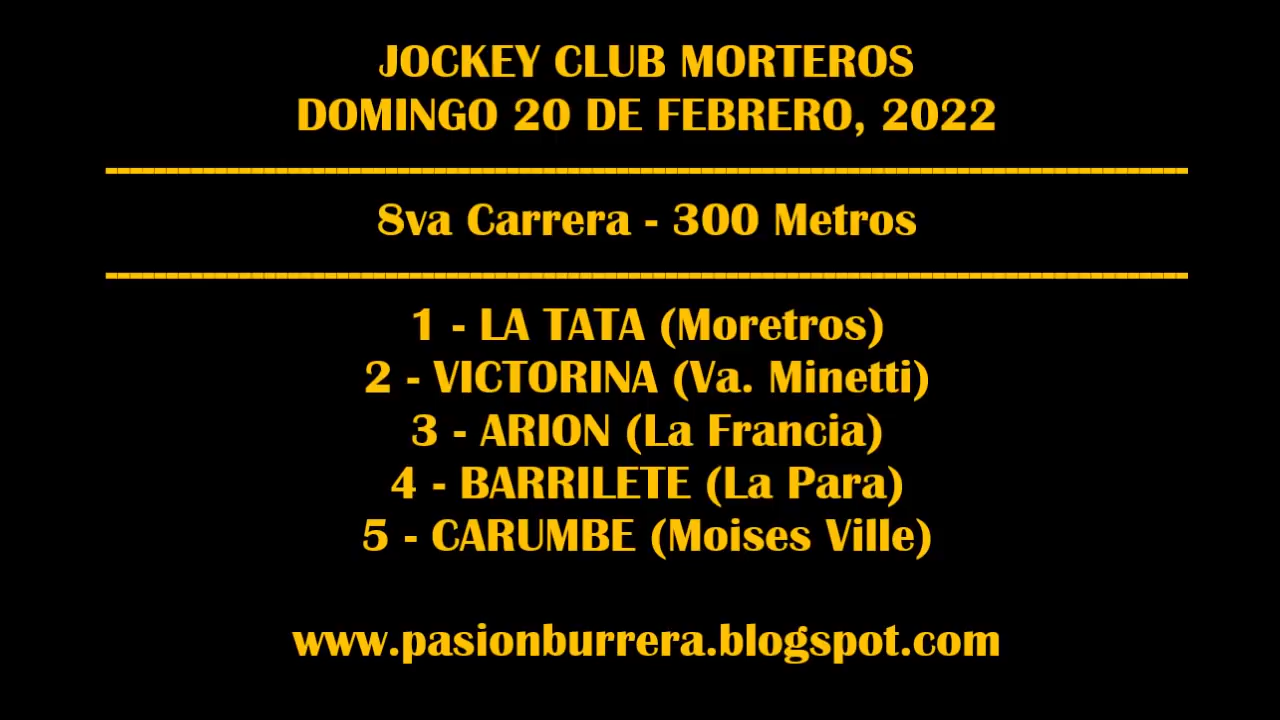 JOCKEY CLUB MORTEROS
DOMINGO 20 DE FEBRERO, 2022
8va Carrera - 300 Metros
1 - LA TATA (Moretros)
2 - VICTORINA (Va. Minetti)
3 - ARION (La Francia)
4 - BARRILETE (La Para)
5 - CARUMBE (Moises Ville)
www.pasionburrera.blogspot.com